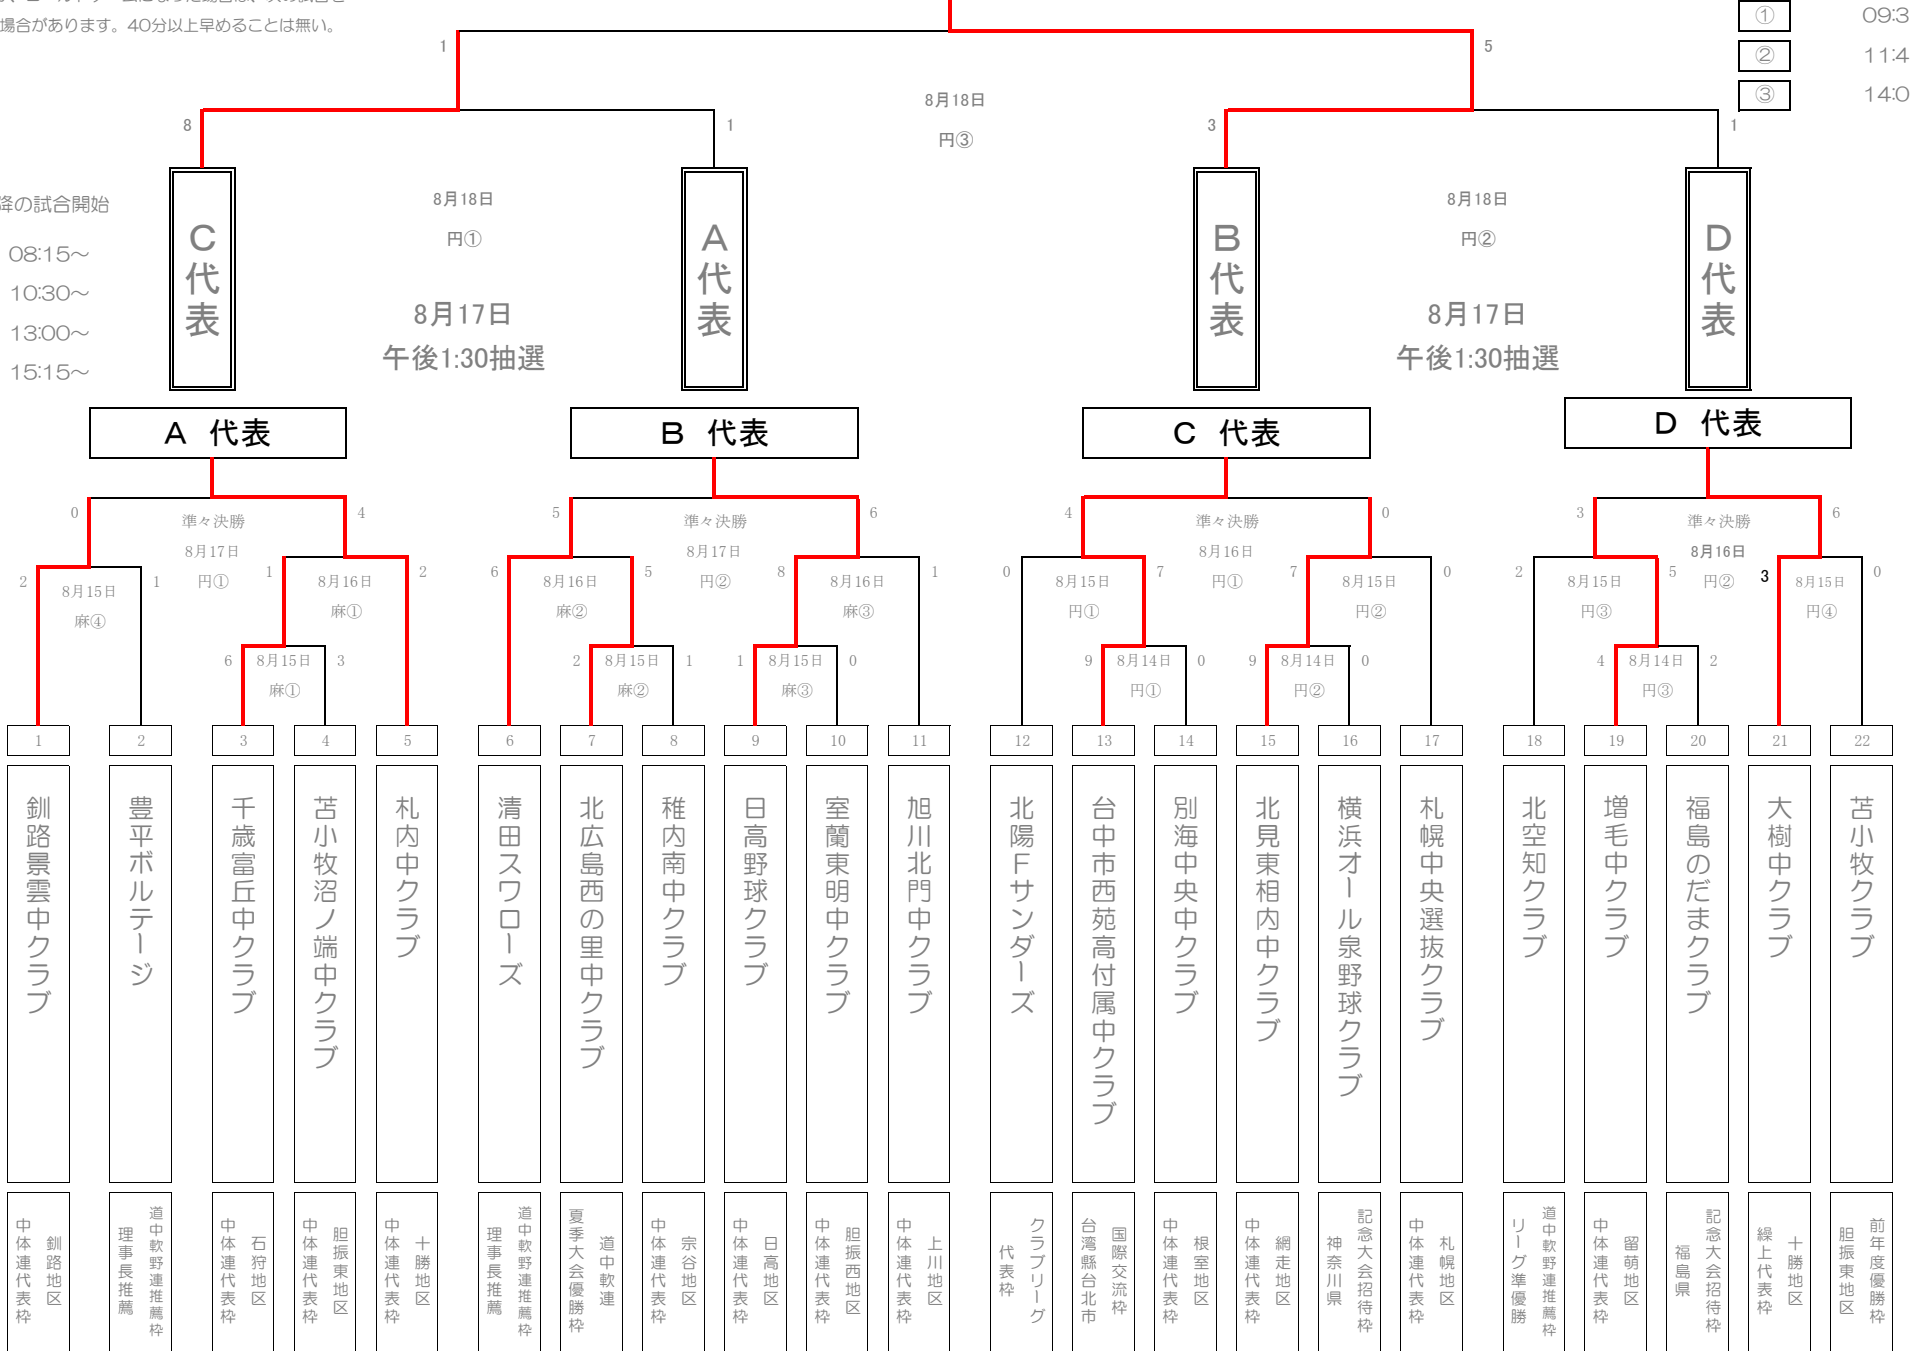 場合があります。40分以上早めることは無い。
① 09:3
② 11:4
③ 14:0
1 5
8月18日
円③
8 1 3 1
降の試合開始
08:15～
10:30～
13:00～
15:15～
C代表
8月18日
円①
8月17日
午後1:30抽選
A代表
B代表
8月18日
円②
8月17日
午後1:30抽選
D代表
A 代表
B 代表
C 代表
D 代表
0 準々決勝 4
8月17日
円①
5 準々決勝 6
8月17日
円②
4 準々決勝 0
8月16日
円①
3 準々決勝 6
8月16日
円②
2 8月15日 1
麻④
1 8月16日 2
麻①
6 8月16日 5
麻②
8 8月16日 1
麻③
0 8月15日 7
円①
7 8月15日 0
円②
2 8月15日 5
円③
3 8月15日 0
円④
6 8月15日 3
麻①
2 8月15日 1
麻②
1 8月15日 0
麻③
9 8月14日 0
円①
9 8月14日 0
円②
4 8月14日 2
円③
1 2 3 4 5 6 7 8 9 10 11 12 13 14 15 16 17 18 19 20 21 22
釧路景雲中クラブ
豊平ボルテージ
千歳富丘中クラブ
苫小牧沼ノ端中クラブ
札内中クラブ
清田スワローズ
北広島西の里中クラブ
稚内南中クラブ
日高野球クラブ
室蘭東明中クラブ
旭川北門中クラブ
北陽Fサンダーズ
台中市西苑高付属中クラブ
別海中央中クラブ
北見東相内中クラブ
横浜オール泉野球クラブ
札幌中央選抜クラブ
北空知クラブ
増毛中クラブ
福島のだまクラブ
大樹中クラブ
苫小牧クラブ
釧路地区
中体連代表枠
道中軟野連推薦枠
理事長推薦
石狩地区
中体連代表枠
胆振東地区
中体連代表枠
十勝地区
中体連代表枠
道中軟野連推薦枠
理事長推薦
道中軟連
夏季大会優勝枠
宗谷地区
中体連代表枠
日高地区
中体連代表枠
胆振西地区
中体連代表枠
上川地区
中体連代表枠
クラブリーグ
代表枠
国際交流枠
台湾縣台北市
根室地区
中体連代表枠
網走地区
中体連代表枠
記念大会招待枠
神奈川県
札幌地区
中体連代表枠
道中軟野連推薦枠
リーグ準優勝
留萌地区
中体連代表枠
記念大会招待枠
福島県
十勝地区
繰上代表枠
前年度優勝枠
胆振東地区